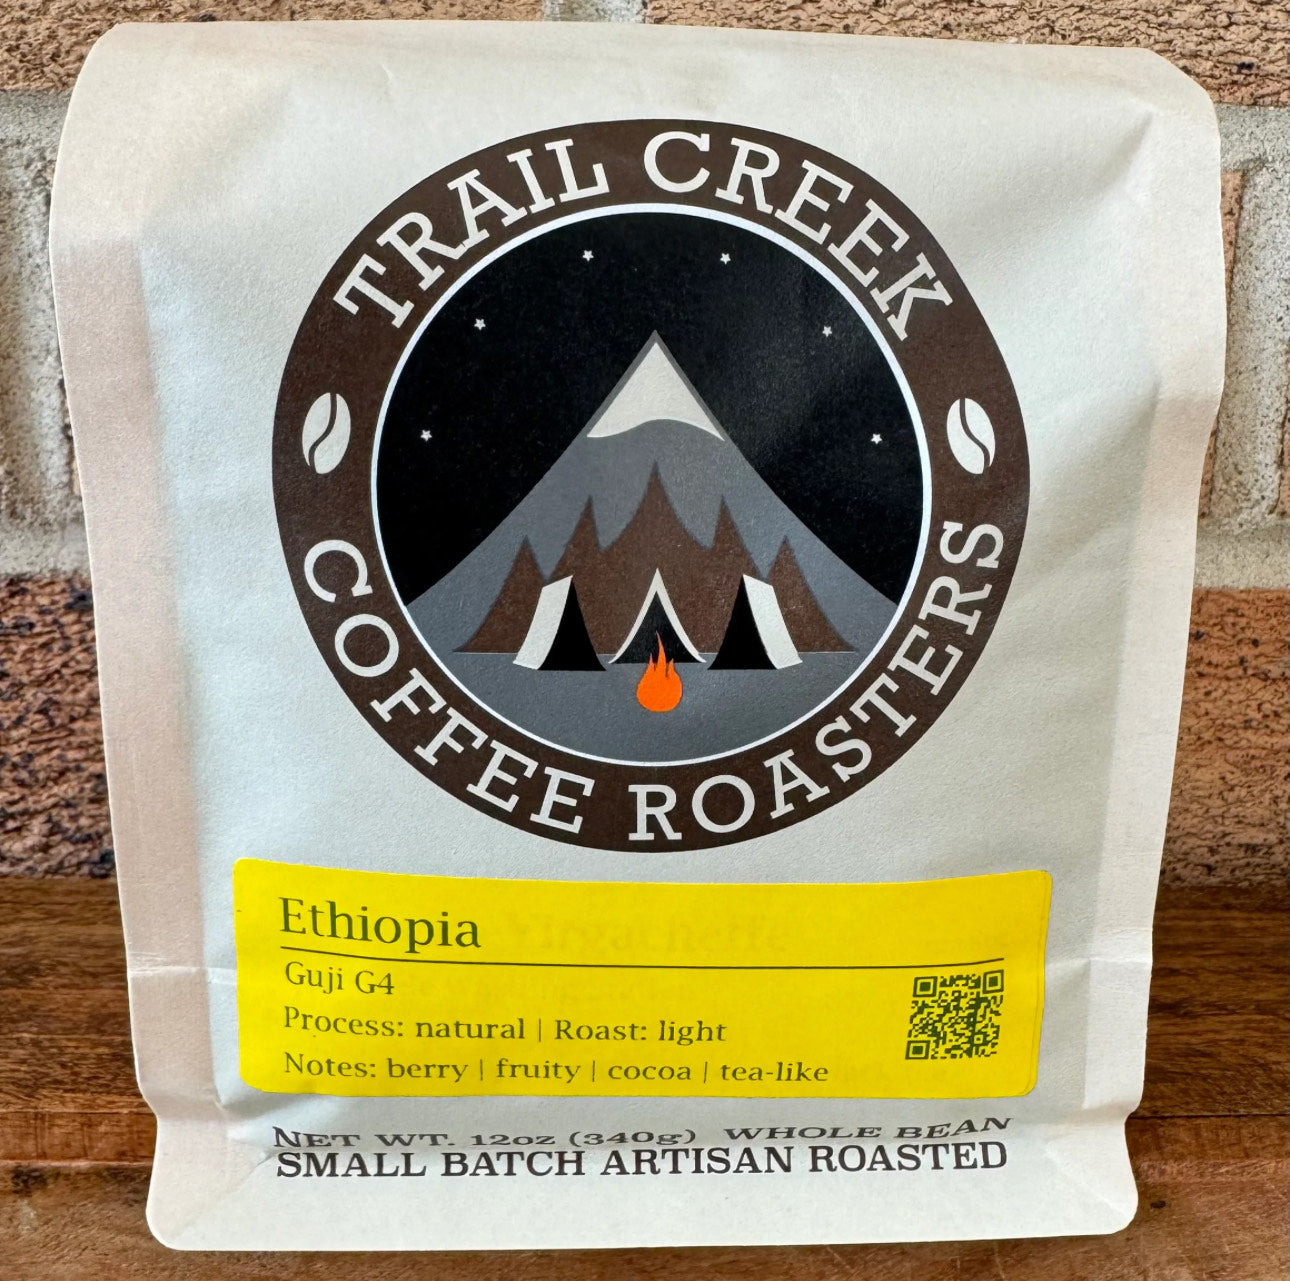 TRAIL CREEK
COFFEE ROASTERS
Ethiopia
Guji G4
Process: natural | Roast: light
Notes: berry | fruity | cocoa | tea-like
NET WT. 12oz (340g) WHOLE BEAN
SMALL BATCH ARTISAN ROASTED